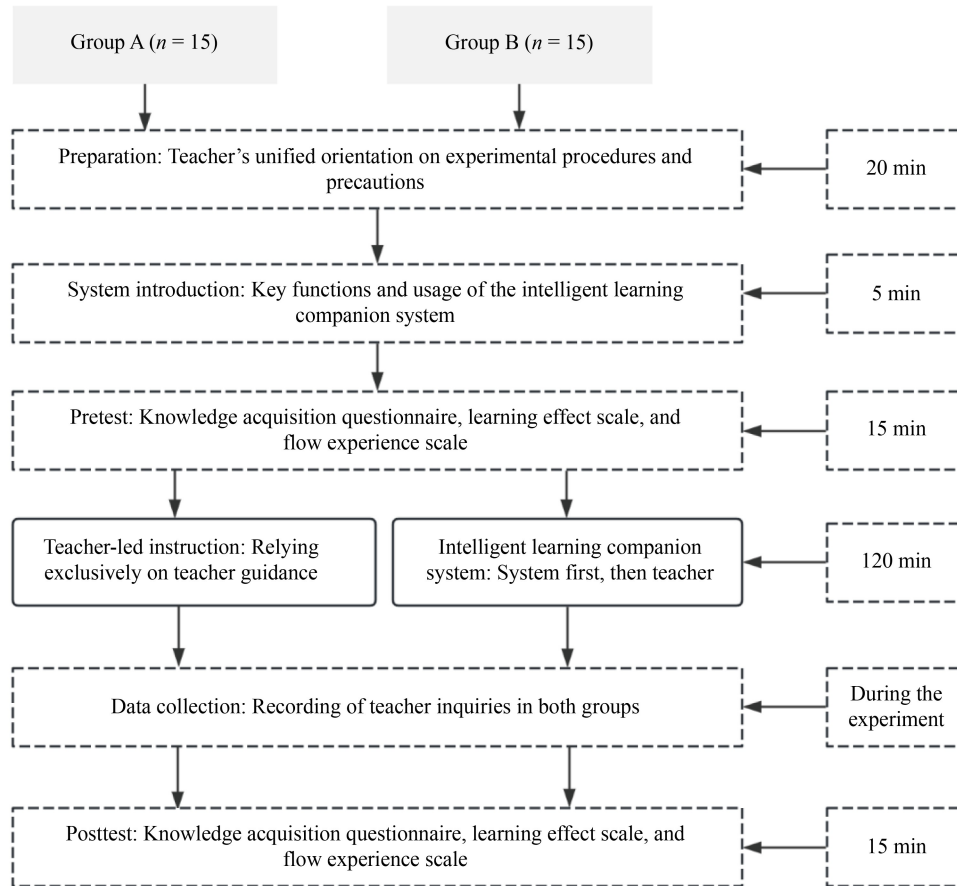 Group A (n = 15)
Group B (n = 15)
Preparation: Teacher's unified orientation on experimental procedures and
precautions
20 min
System introduction: Key functions and usage of the intelligent learning
companion system
5 min
Pretest: Knowledge acquisition questionnaire, learning effect scale, and
flow experience scale
15 min
Teacher-led instruction: Relying
exclusively on teacher guidance
Intelligent learning companion
system: System first, then teacher
120 min
Data collection: Recording of teacher inquiries in both groups
During the
experiment
Posttest: Knowledge acquisition questionnaire, learning effect scale, and
flow experience scale
15 min